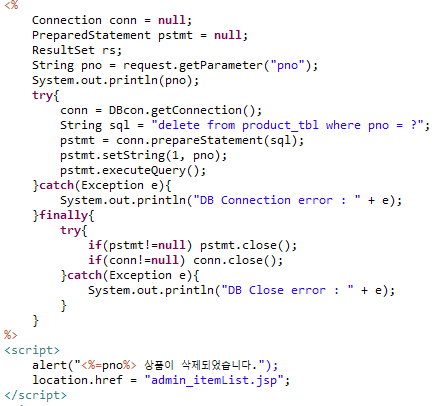 <%
    Connection conn = null;
    PreparedStatement pstmt = null;
    ResultSet rs;
    String pno = request.getParameter("pno");
    System.out.println(pno);
    try{
        conn = DBcon.getConnection();
        String sql = "delete from product_tbl where pno = ?";
        pstmt = conn.prepareStatement(sql);
        pstmt.setString(1, pno);
        pstmt.executeQuery();
    }catch(Exception e){
        System.out.println("DB Connection error : " + e);
    }finally{
        try{
            if(pstmt!=null) pstmt.close();
            if(conn!=null) conn.close();
        }catch(Exception e){
            System.out.println("DB Close error : " + e);
        }
    }
%>
<script>
    alert("<%=pno%> 상품이 삭제되었습니다.");
    location.href = "admin_itemList.jsp";
</script>